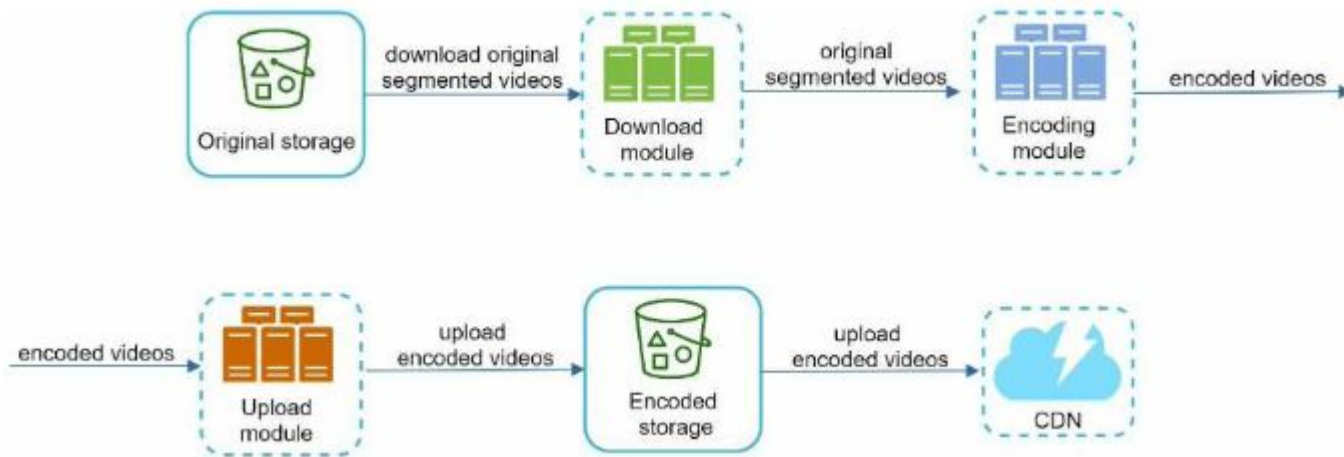 download original
segmented videos
original
segmented videos
encoded videos
Original storage
Download
module
Encoding
module
encoded videos
upload
encoded videos
upload
encoded videos
Upload
module
Encoded
storage
CDN